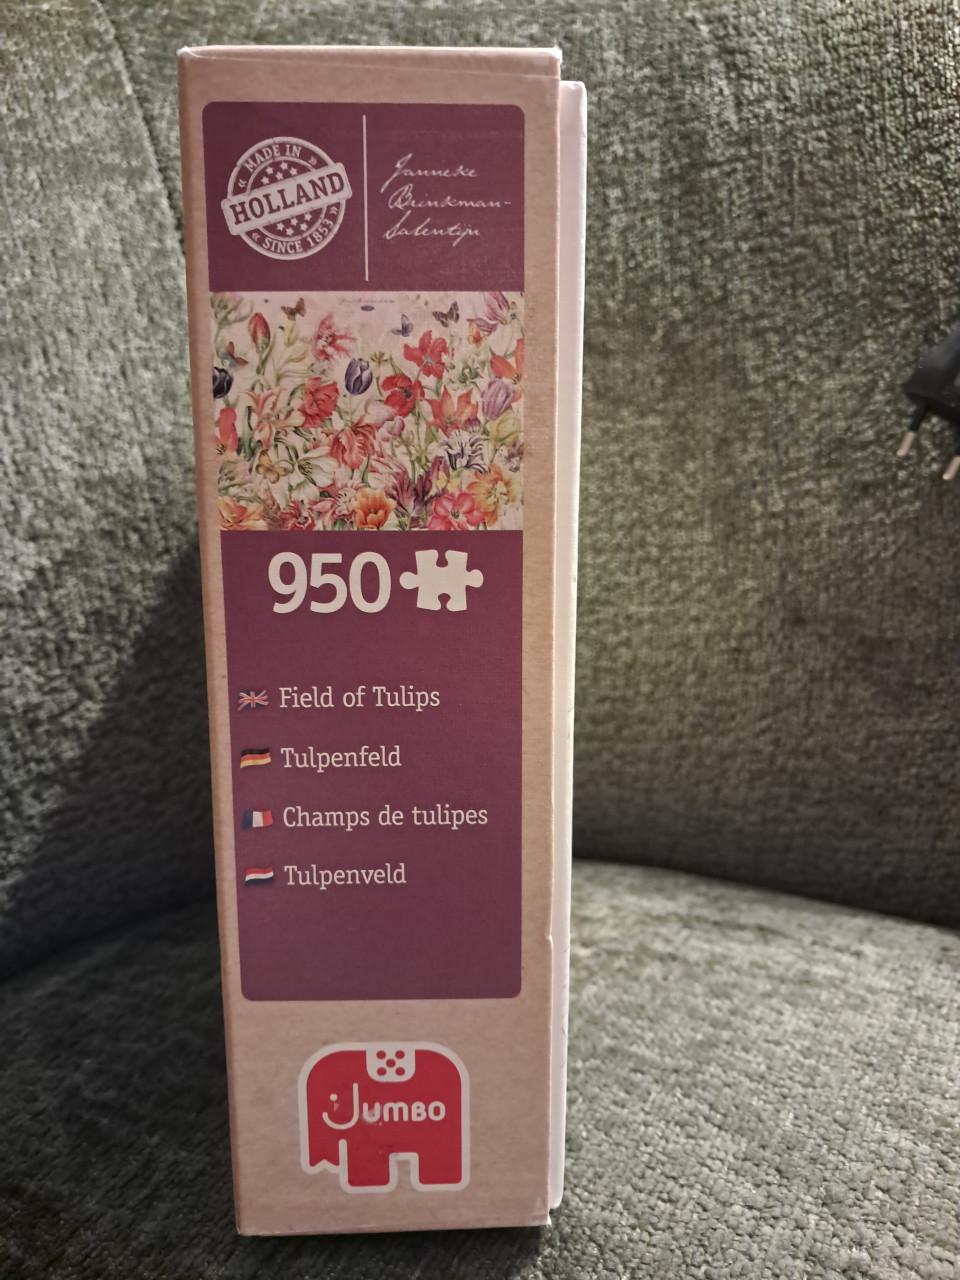 « MADE IN »
HOLLAND
« SINCE 1853 »
Janneke
Brinkman-
Salentijn
950
Field of Tulips
Tulpenfeld
Champs de tulipes
Tulpenveld
Jumbo